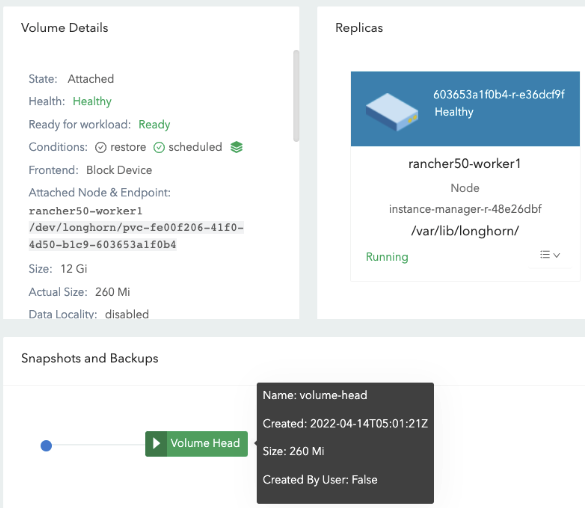 Volume Details
State: Attached
Health: Healthy
Ready for workload: Ready
Conditions: restore scheduled
Frontend: Block Device
Attached Node & Endpoint:
rancher50-worker1
/dev/longhorn/pvc-fe00f206-41f0-
4d50-b1c9-603653a1f0b4
Size: 12 Gi
Actual Size: 260 Mi
Data Locality: disabled
Replicas
603653a1f0b4-r-e36dcf9f
Healthy
rancher50-worker1
Node
instance-manager-r-48e26dbf
/var/lib/longhorn/
Running
Snapshots and Backups
Volume Head
Name: volume-head
Created: 2022-04-14T05:01:21Z
Size: 260 Mi
Created By User: False